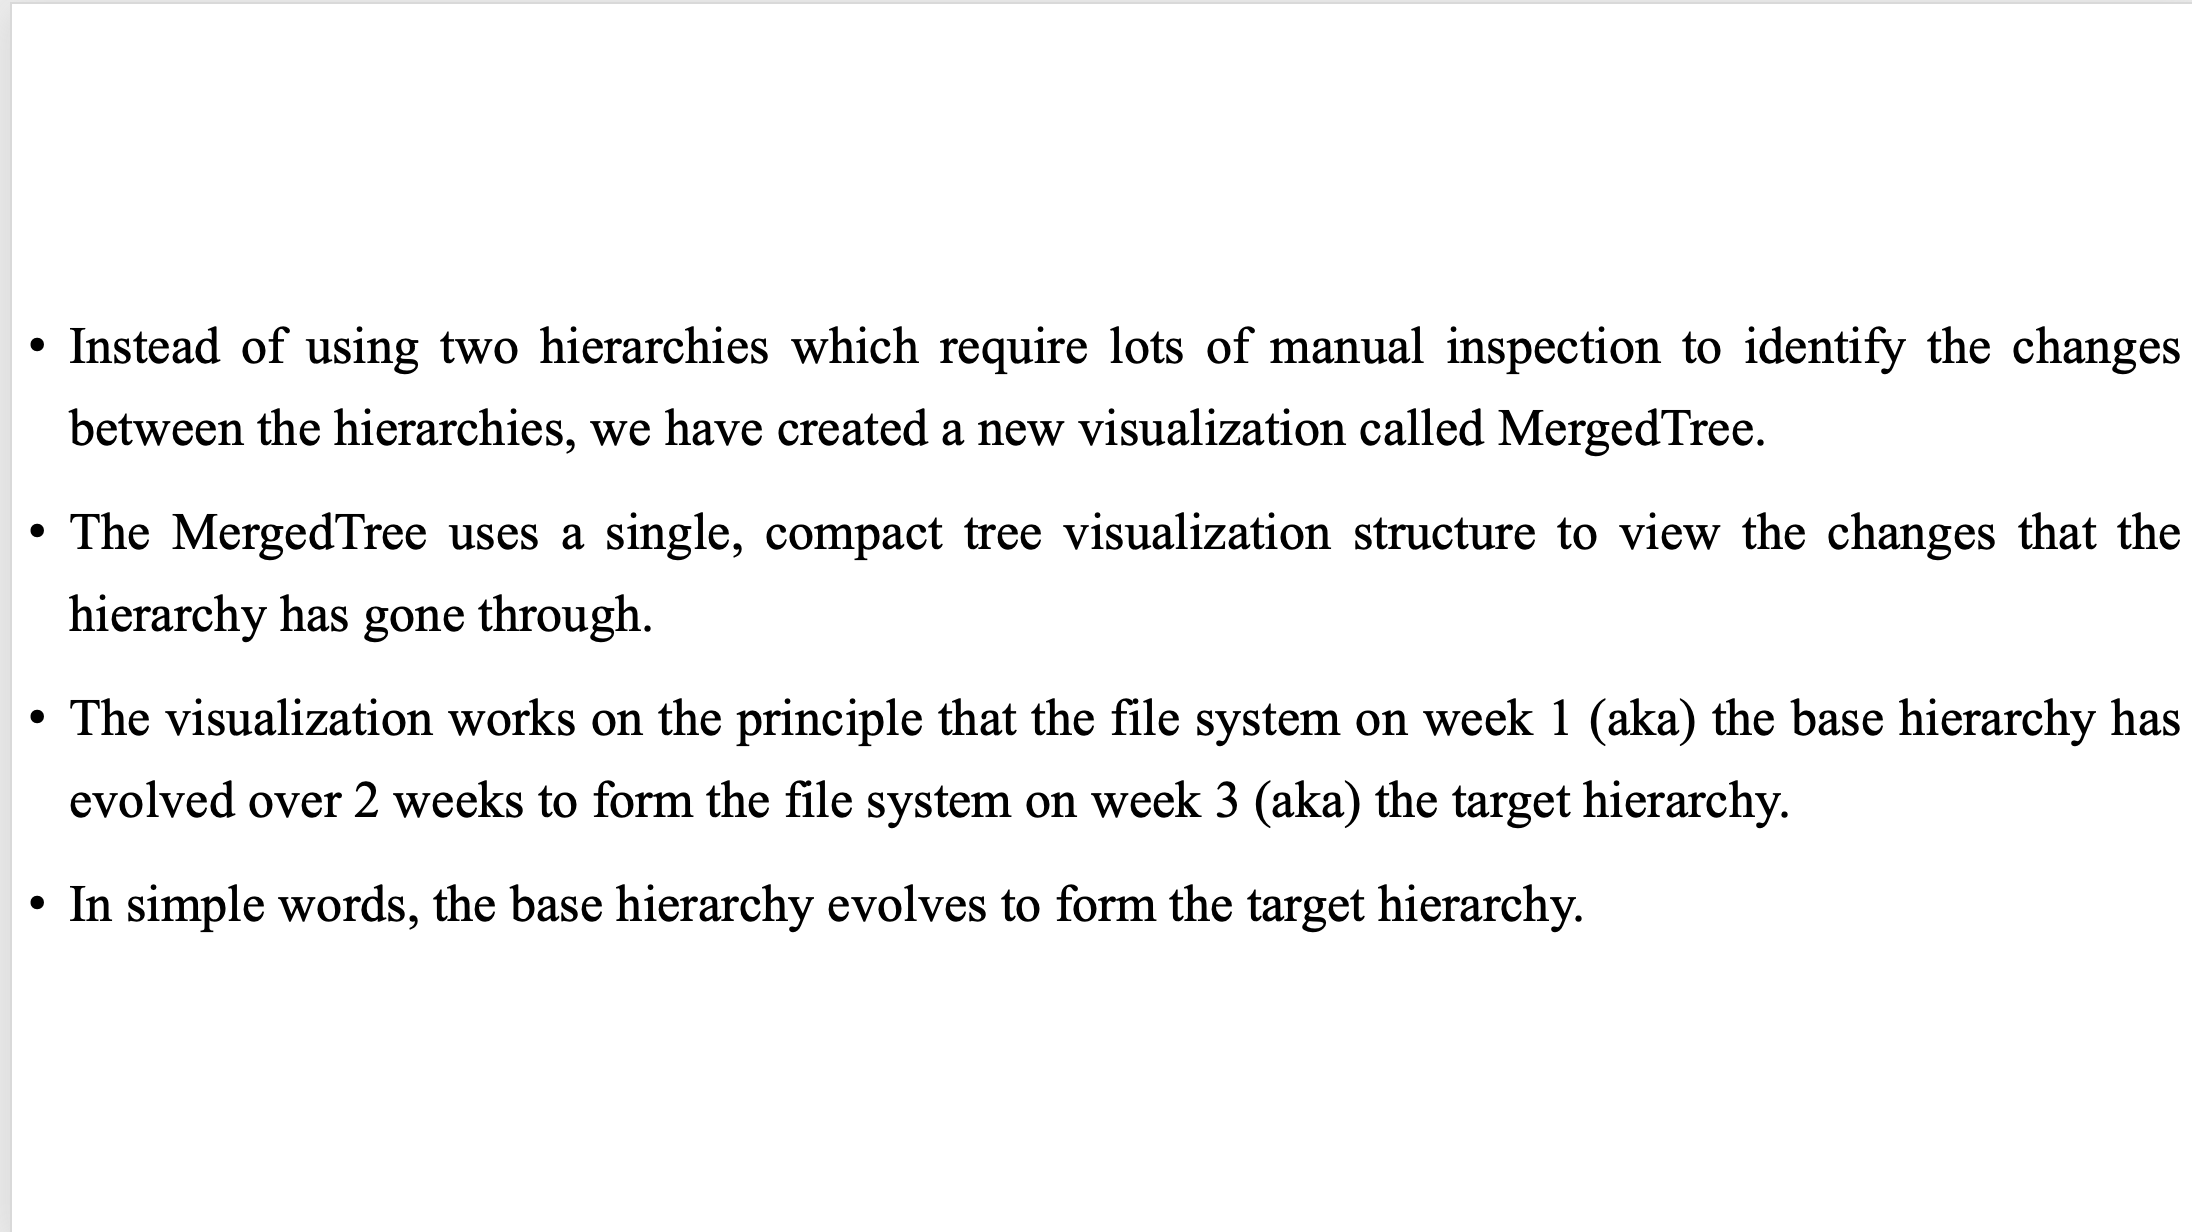 • Instead of using two hierarchies which require lots of manual inspection to identify the changes
between the hierarchies, we have created a new visualization called MergedTree.
• The MergedTree uses a single, compact tree visualization structure to view the changes that the
hierarchy has gone through.
• The visualization works on the principle that the file system on week 1 (aka) the base hierarchy has
evolved over 2 weeks to form the file system on week 3 (aka) the target hierarchy.
• In simple words, the base hierarchy evolves to form the target hierarchy.